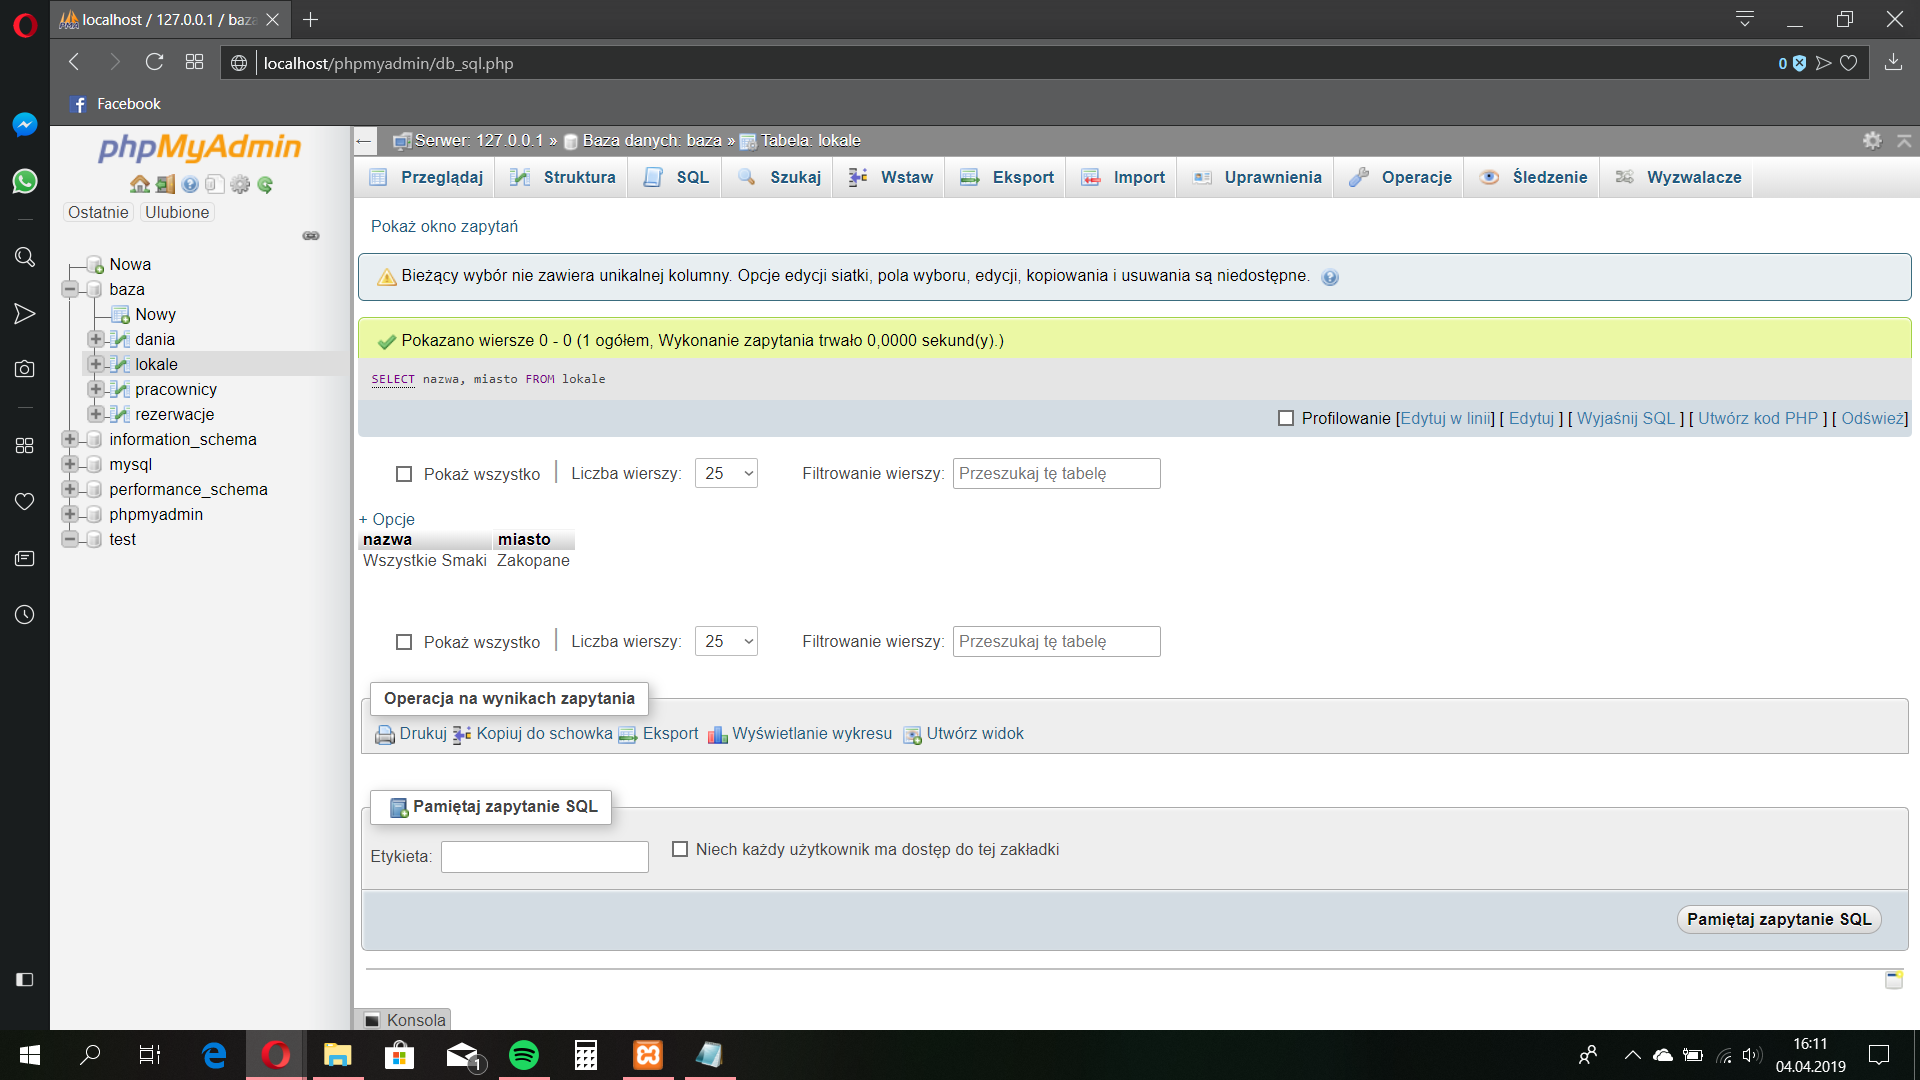 localhost / 127.0.0.1 / baza
localhost/phpmyadmin/db_sql.php
0
Facebook
phpMyAdmin
Ostatnie
Ulubione
Nowa
baza
Nowy
dania
lokale
pracownicy
rezerwacje
information_schema
mysql
performance_schema
phpmyadmin
test
Serwer: 127.0.0.1 » Baza danych: baza » Tabela: lokale
Przeglądaj
Struktura
SQL
Szukaj
Wstaw
Eksport
Import
Uprawnienia
Operacje
Śledzenie
Wyzwalacze
Pokaż okno zapytań
Bieżący wybór nie zawiera unikalnej kolumny. Opcje edycji siatki, pola wyboru, edycji, kopiowania i usuwania są niedostępne.
Pokazano wiersze 0 - 0 (1 ogółem, Wykonanie zapytania trwało 0,0000 sekund(y).)
SELECT nazwa, miasto FROM lokale
Profilowanie [Edytuj w linii] [ Edytuj ] [ Wyjaśnij SQL ] [ Utwórz kod PHP ] [ Odśwież]
Pokaż wszystko | Liczba wierszy: 25 Filtrowanie wierszy: Przeszukaj tę tabelę
+ Opcje
nazwa miasto
Wszystkie Smaki Zakopane
Pokaż wszystko | Liczba wierszy: 25 Filtrowanie wierszy: Przeszukaj tę tabelę
Operacja na wynikach zapytania
Drukuj Kopiuj do schowka Eksport Wyświetlanie wykresu Utwórz widok
Pamiętaj zapytanie SQL
Etykieta:
Niech każdy użytkownik ma dostęp do tej zakładki
Pamiętaj zapytanie SQL
Konsola
1
16:11
04.04.2019